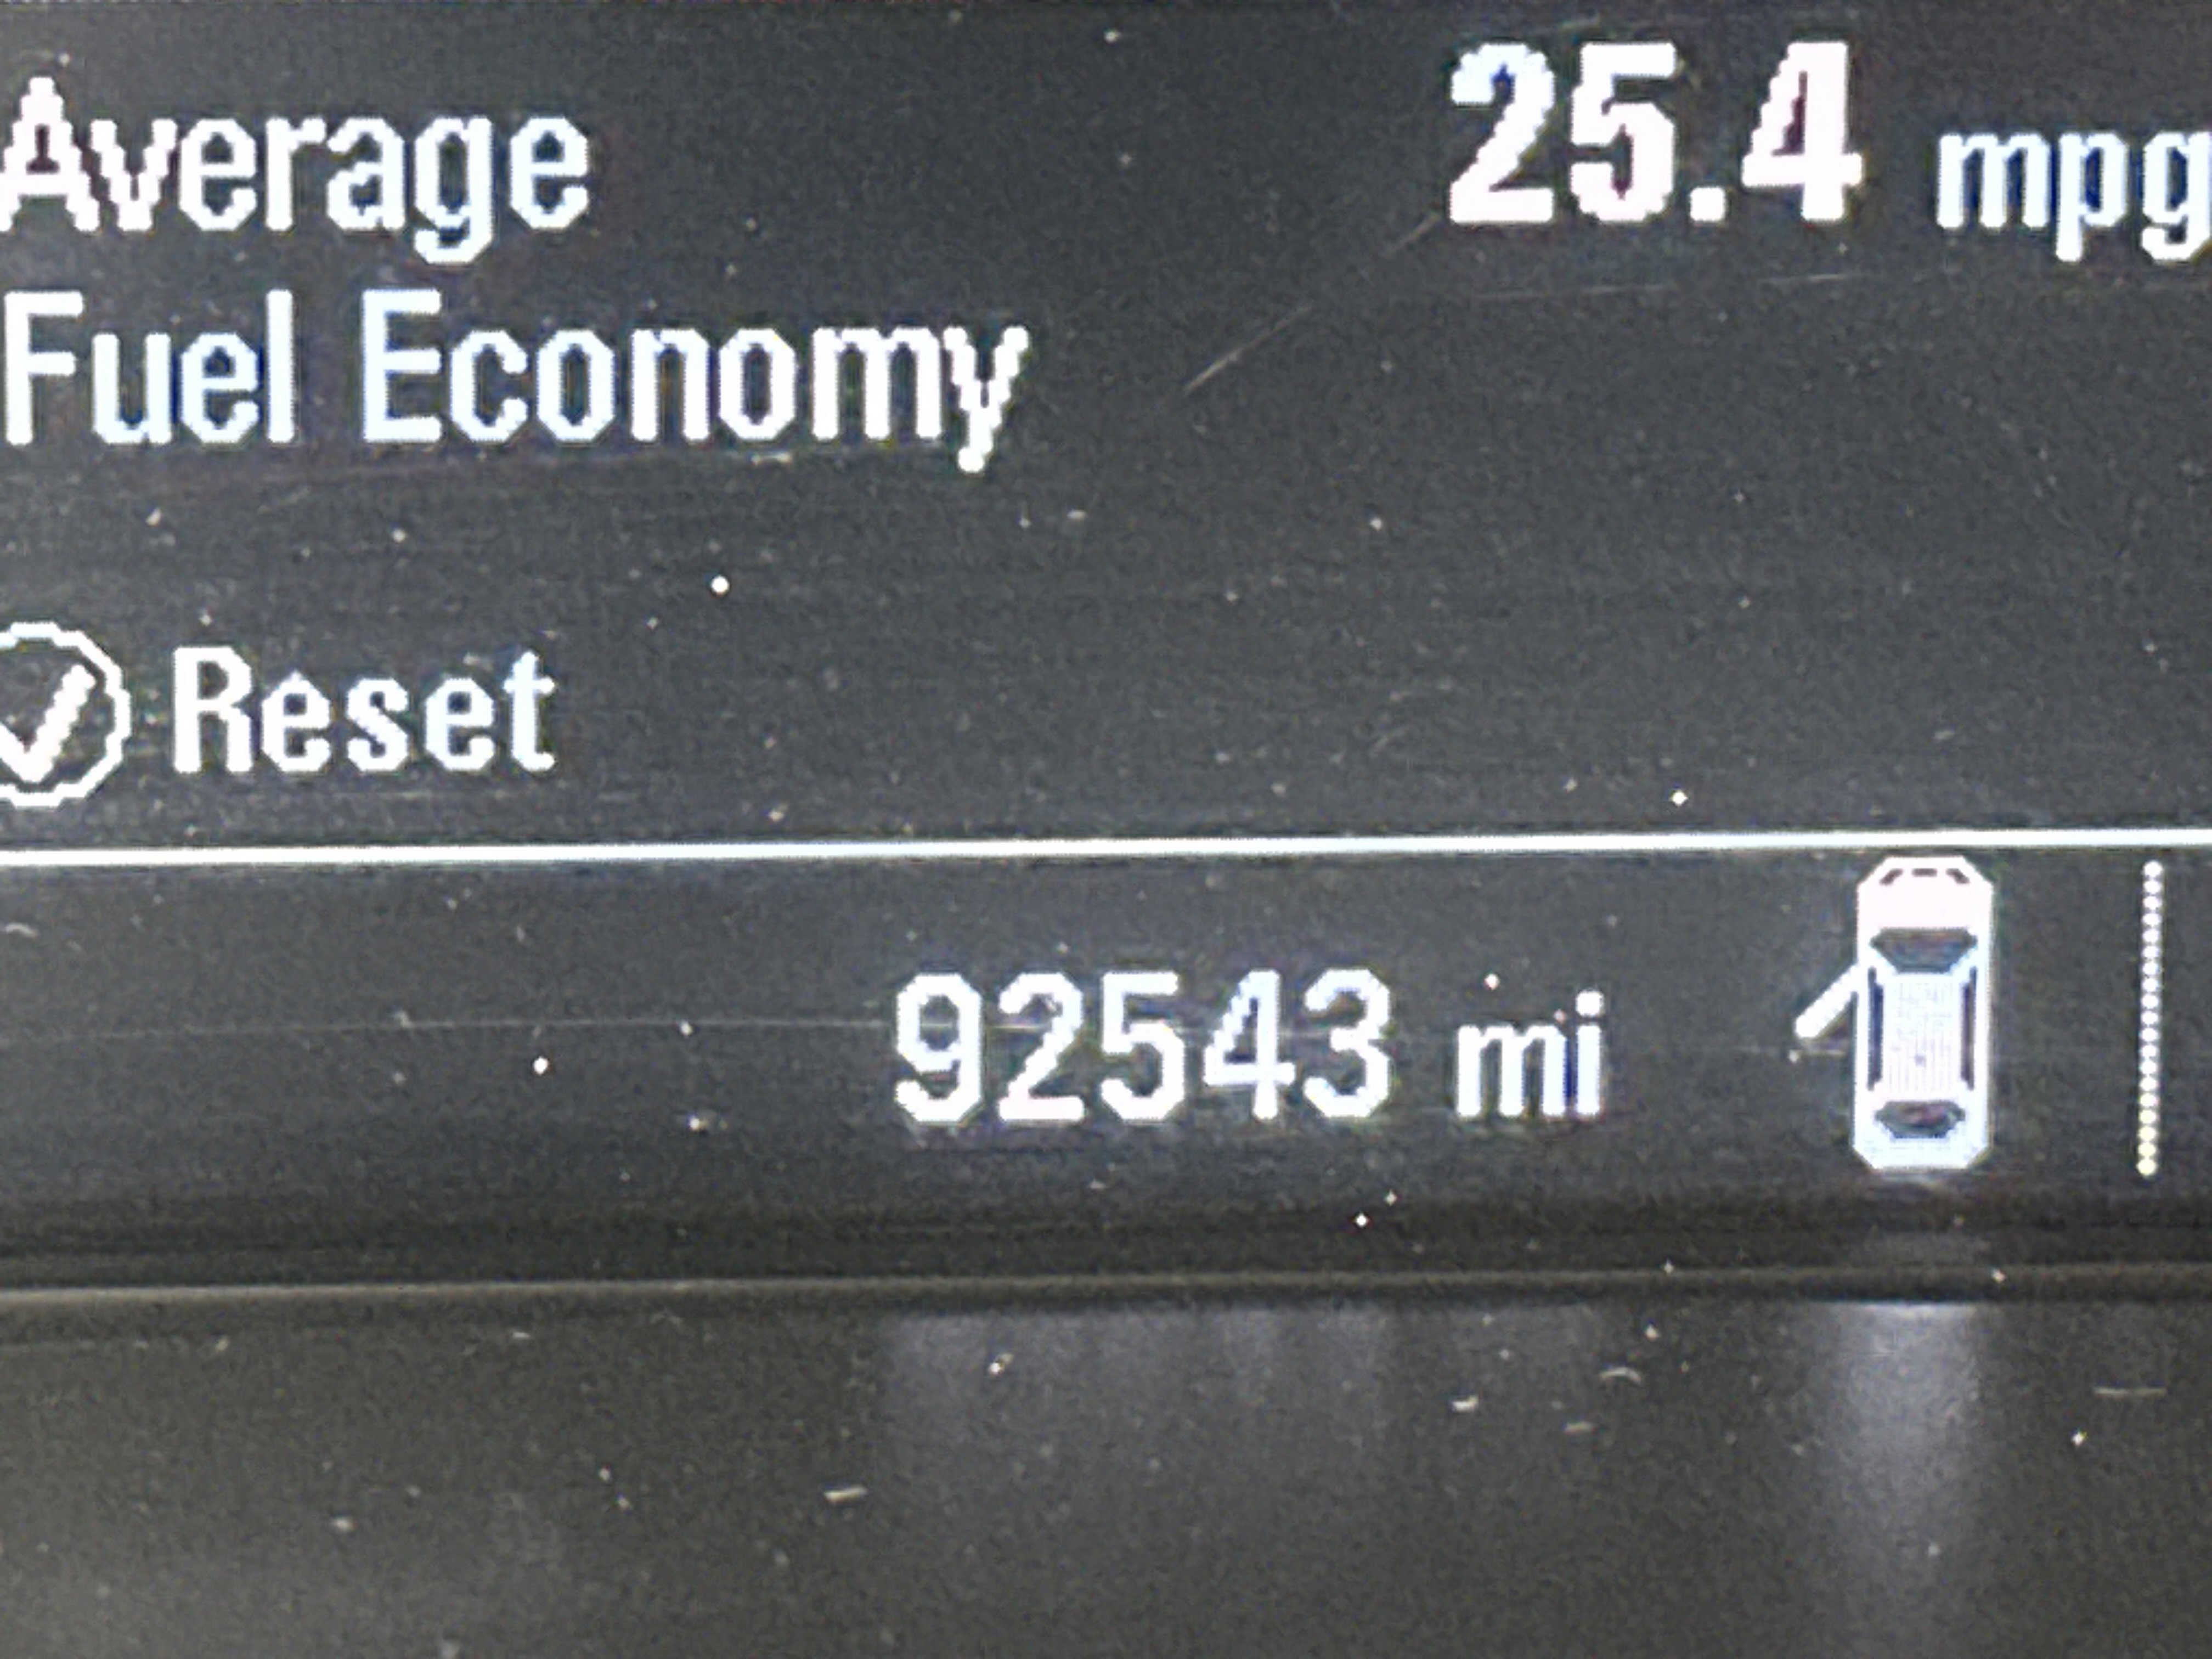 Average 25.4 mpg
Fuel Economy
Reset
92543 mi